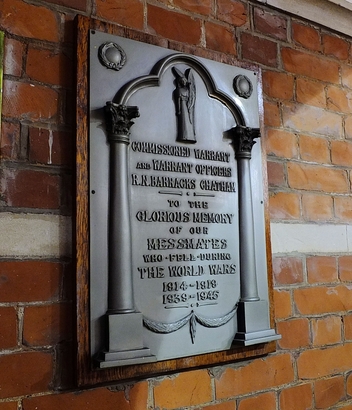 COMMISSIONED WARRANT
AND WARRANT OFFICERS
R.N. BARRACKS CHATHAM
TO THE
GLORIOUS MEMORY
OF OUR
MESSMATES
WHO·FELL·DURING
THE WORLD WARS
1914-1919
1939-1945